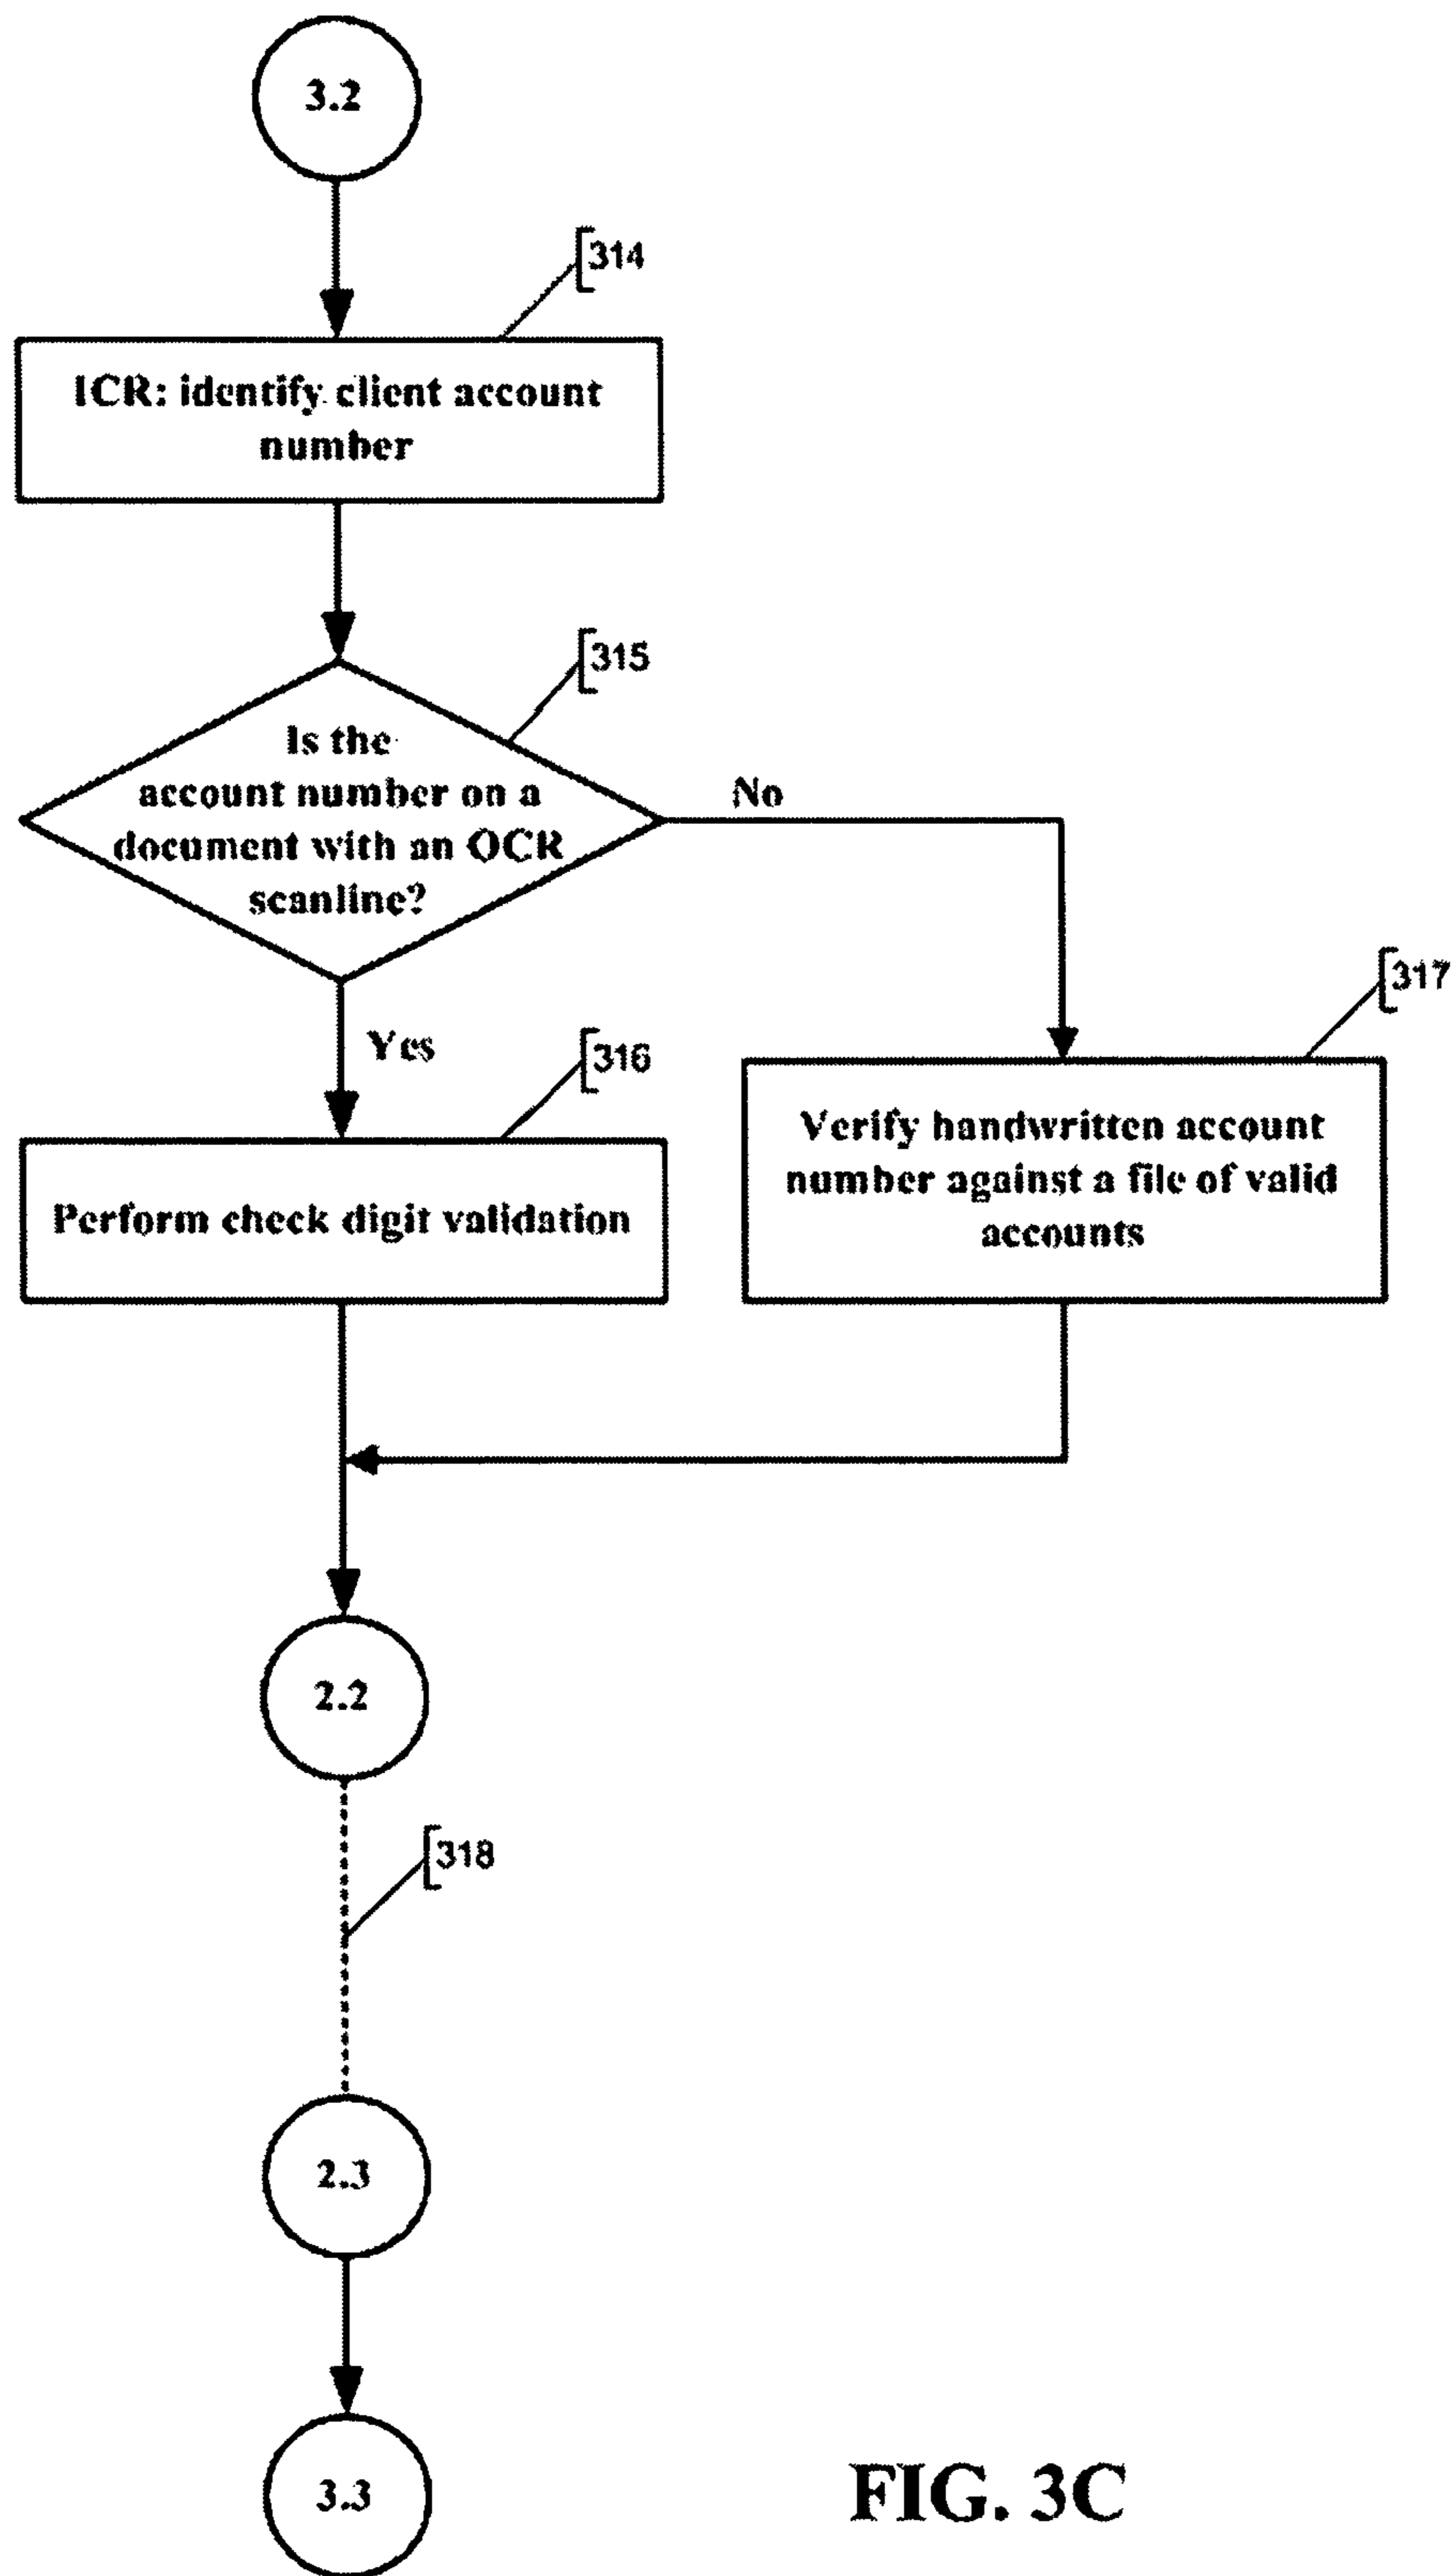 3.2
314
ICR: identify client account
number
315
Is the
account number on a
document with an OCR
scanline?
No
Yes
316
317
Perform check digit validation
Verify handwritten account
number against a file of valid
accounts
2.2
318
2.3
3.3
FIG. 3C